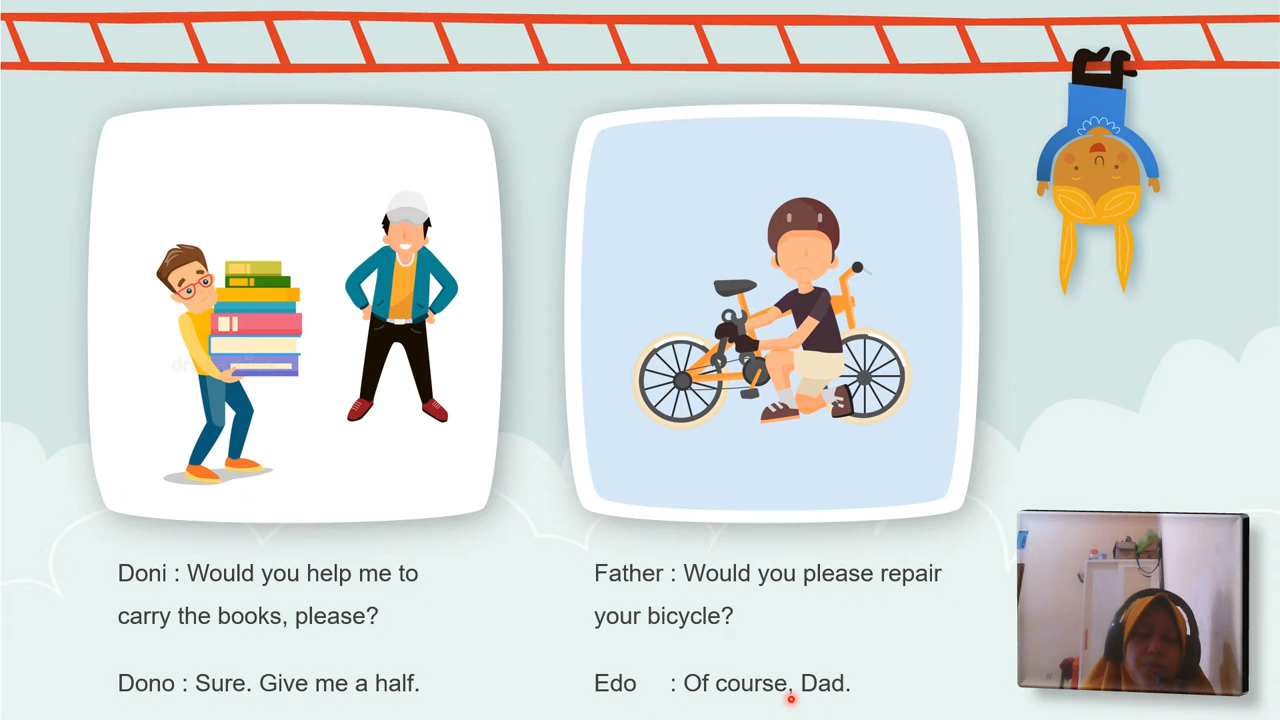 Doni : Would you help me to
carry the books, please?
Dono : Sure. Give me a half.
Father : Would you please repair
your bicycle?
Edo : Of course, Dad.